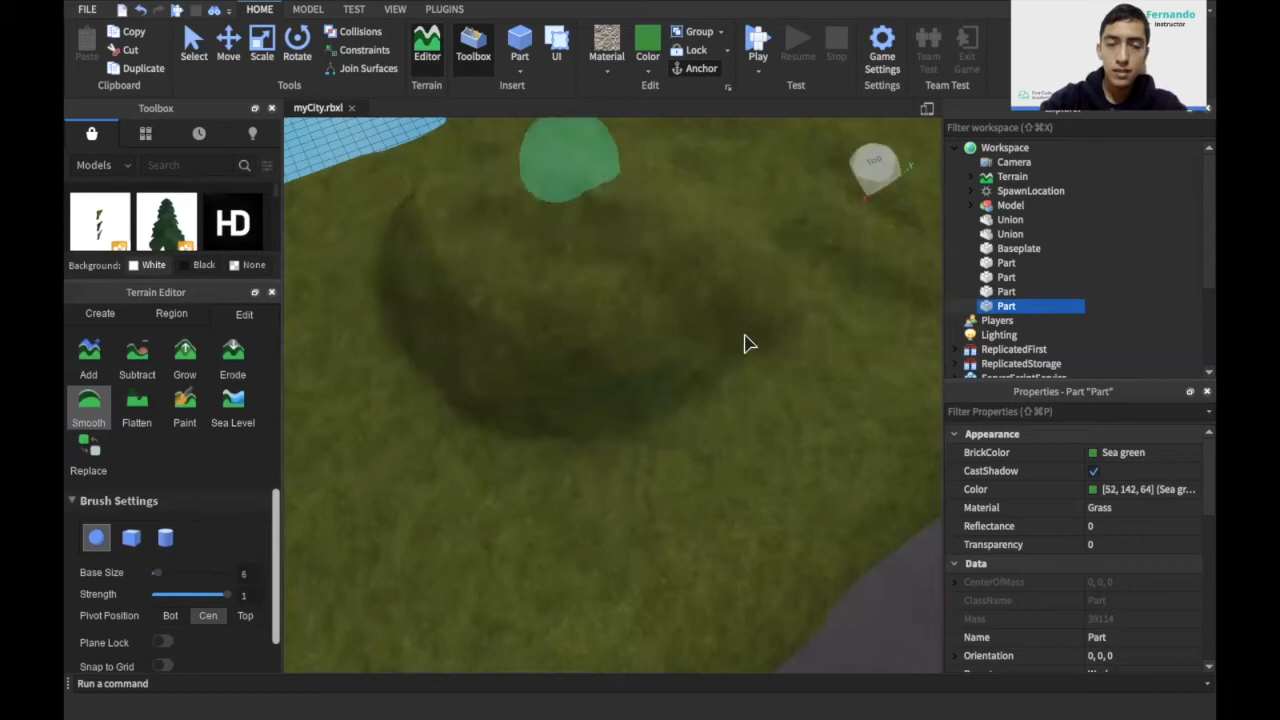 FILE HOME MODEL TEST VIEW PLUGINS
Fernando
Instructor
Paste Copy Cut Duplicate
Select Move Scale Rotate
Collisions Constraints Join Surfaces
Editor Toolbox Part UI
Material Color Group Lock Anchor
Play Resume Stop
Game Settings Team Test Exit Game
Clipboard Tools Terrain Insert Edit Test Settings Team Test
Toolbox
myCity.rbxl
Models Search
HD
Background: White Black None
Terrain Editor
Create Region Edit
Add Subtract Grow Erode
Smooth Flatten Paint Sea Level
Replace
Brush Settings
Base Size 6
Strength 1
Pivot Position Bot Cen Top
Plane Lock
Snap to Grid
TOP
Y
Filter workspace (⇧⌘X)
Workspace
Camera
Terrain
SpawnLocation
Model
Union
Union
Baseplate
Part
Part
Part
Part
Players
Lighting
ReplicatedFirst
ReplicatedStorage
ServerScriptService
Properties - Part "Part"
Filter Properties (⇧⌘P)
Appearance
BrickColor Sea green
CastShadow
Color [52, 142, 64] (Sea gr...
Material Grass
Reflectance 0
Transparency 0
Data
CenterOfMass 0, 0, 0
ClassName Part
Mass 39114
Name Part
Orientation 0, 0, 0
Run a command